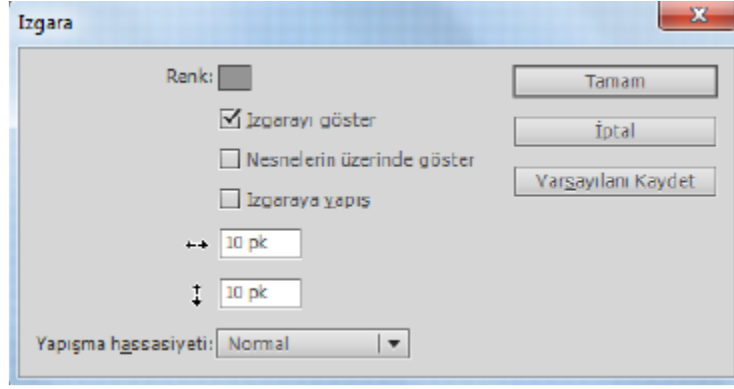 Izgara
Renk:
Izgarayı göster
Nesnelerin üzerinde göster
Izgaraya yapış
10 pk
10 pk
Yapışma hassasiyeti: Normal
Tamam
İptal
Varsayılanı Kaydet